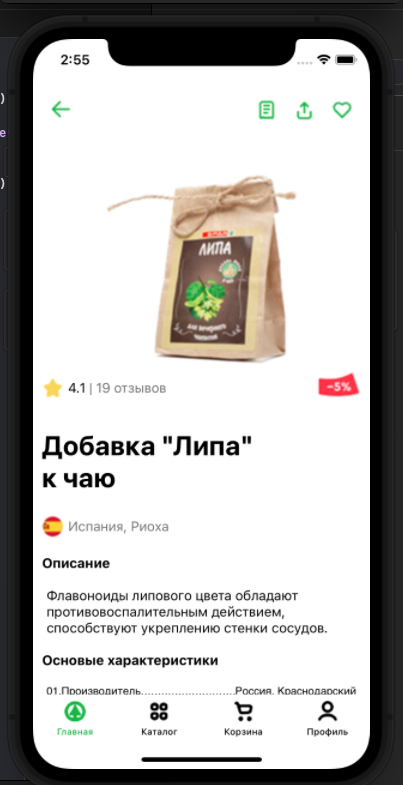 2:55
ЛИПА
для вечернего
чаепития
4.1 | 19 отзывов
-5%
Добавка "Липа"
к чаю
Испания, Риоха
Описание
Флавоноиды липового цвета обладают
противовоспалительным действием,
способствуют укреплению стенки сосудов.
Основые характеристики
01.Производитель..........................Россия, Краснодарский
Главная
Каталог
Корзина
Профиль